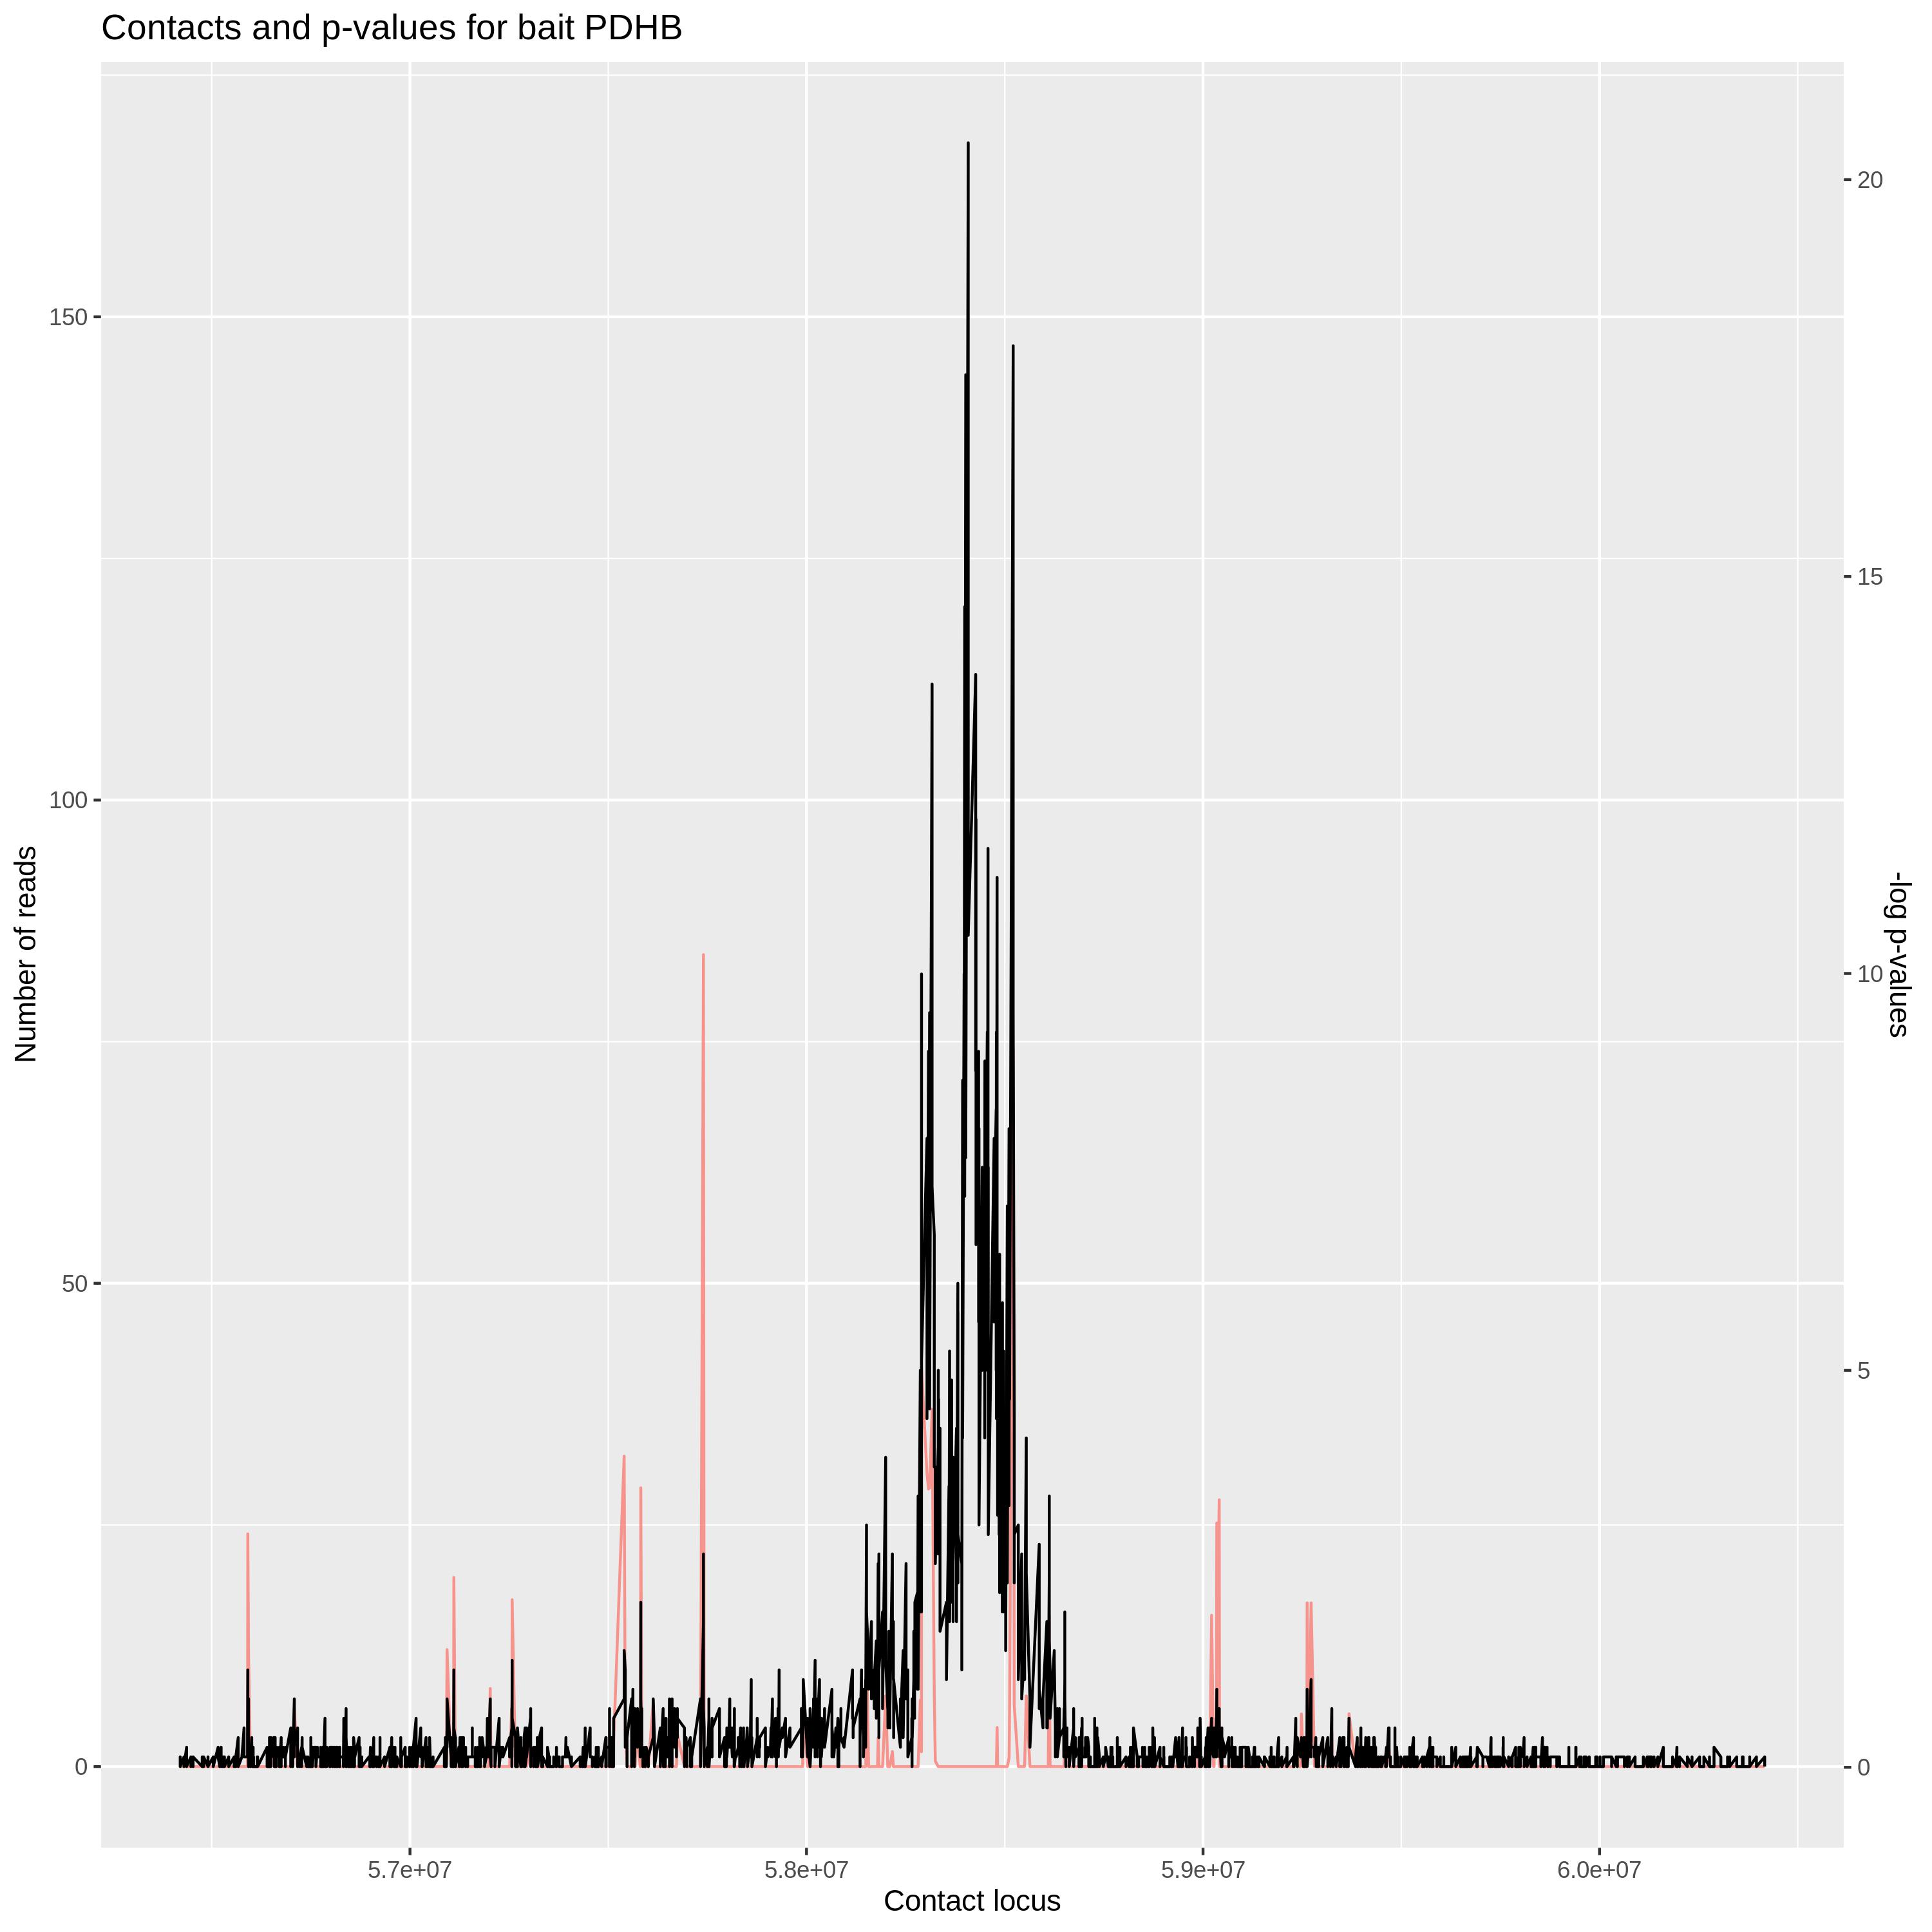 Contacts and p-values for bait PDHB
Number of reads
150
100
50
0
20
15
10
5
0
-log p-values
5.7e+07 5.8e+07 5.9e+07 6.0e+07
Contact locus